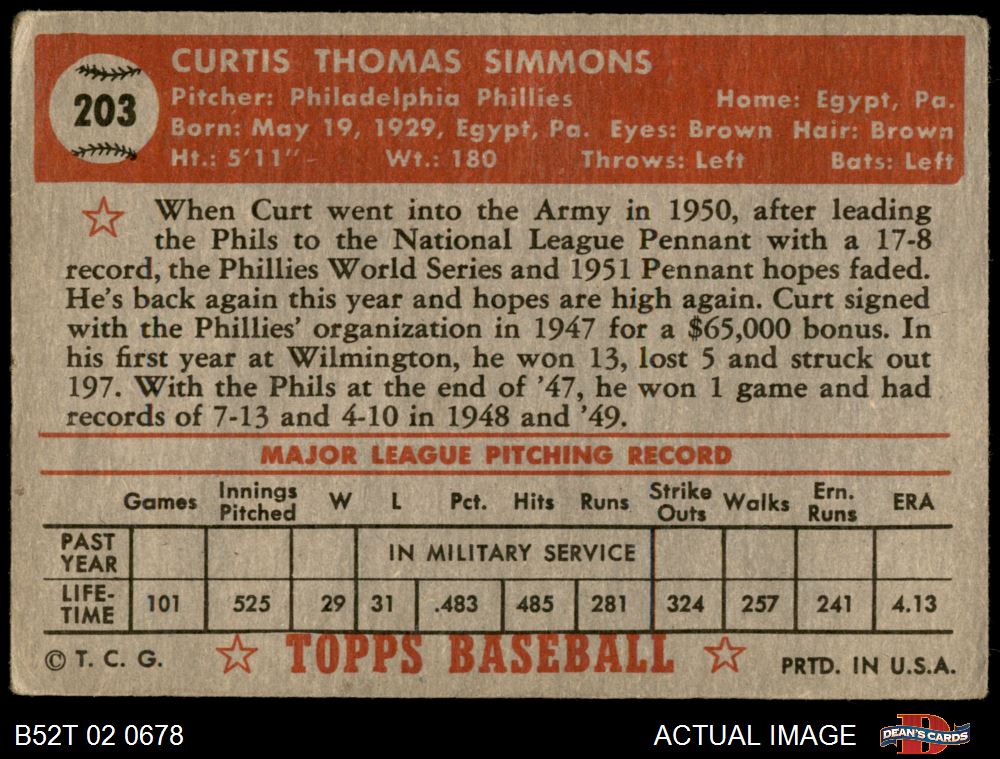 203
CURTIS THOMAS SIMMONS
Pitcher: Philadelphia Phillies Home: Egypt, Pa.
Born: May 19, 1929, Egypt, Pa. Eyes: Brown Hair: Brown
Ht.: 5'11" Wt.: 180 Throws: Left Bats: Left
When Curt went into the Army in 1950, after leading
the Phils to the National League Pennant with a 17-8
record, the Phillies World Series and 1951 Pennant hopes faded.
He's back again this year and hopes are high again. Curt signed
with the Phillies' organization in 1947 for a $65,000 bonus. In
his first year at Wilmington, he won 13, lost 5 and struck out
197. With the Phils at the end of '47, he won 1 game and had
records of 7-13 and 4-10 in 1948 and '49.
MAJOR LEAGUE PITCHING RECORD
Games Innings Pitched W L Pct. Hits Runs Strike Outs Walks Ern. Runs ERA
PAST YEAR IN MILITARY SERVICE
LIFE-TIME 101 525 29 31 .483 485 281 324 257 241 4.13
© T. C. G. TOPPS BASEBALL PRTD. IN U.S.A.
B52T 02 0678 ACTUAL IMAGE D DEAN'S CARDS